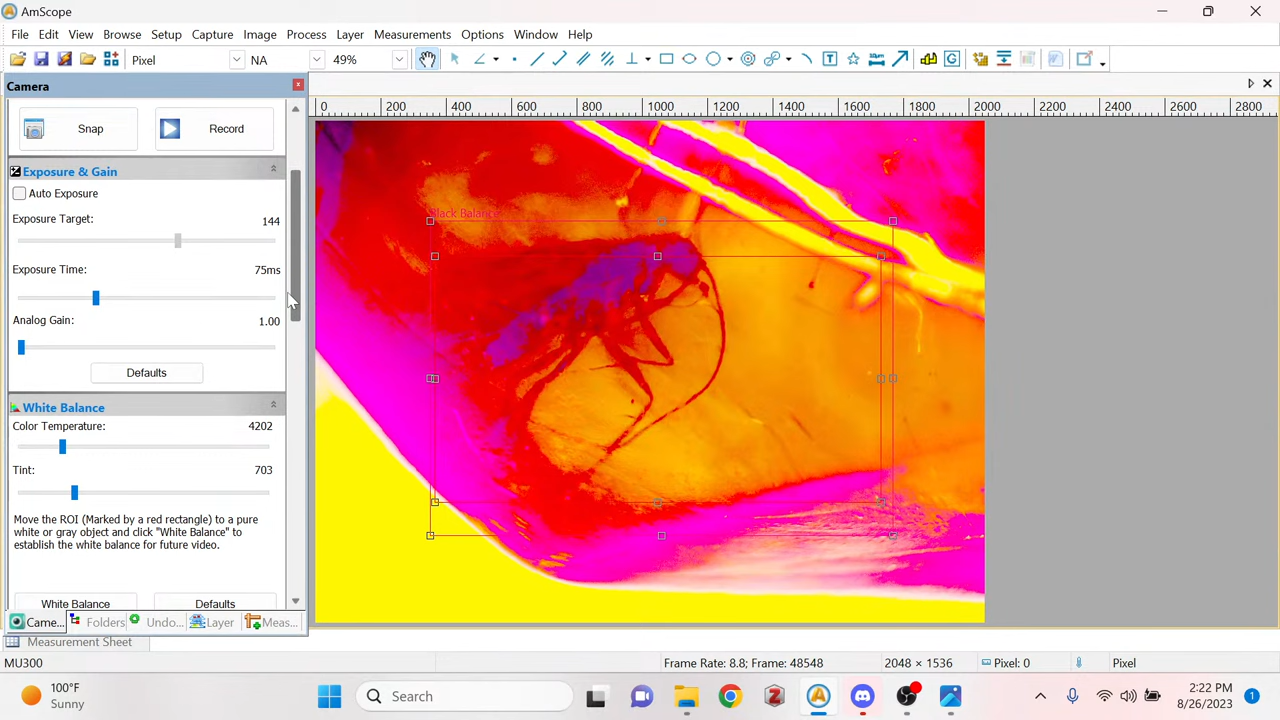 AmScope
File Edit View Browse Setup Capture Image Process Layer Measurements Options Window Help
Pixel NA 49%
Camera
0 200 400 600 800 1000 1200 1400 1600 1800 2000 2200 2400 2600 2800
Snap Record
Exposure & Gain
Auto Exposure
Exposure Target: 144
Exposure Time: 75ms
Analog Gain: 1.00
Defaults
White Balance
Color Temperature: 4202
Tint: 703
Move the ROI (Marked by a red rectangle) to a pure
white or gray object and click "White Balance" to
establish the white balance for future video.
White Balance Defaults
Black Balance
Came... Folders Undo... Layer Meas...
Measurement Sheet
MU300 Frame Rate: 8.8; Frame: 48548 2048 × 1536 Pixel: 0 Pixel
100°F
Sunny
Search
2:22 PM
8/26/2023
1